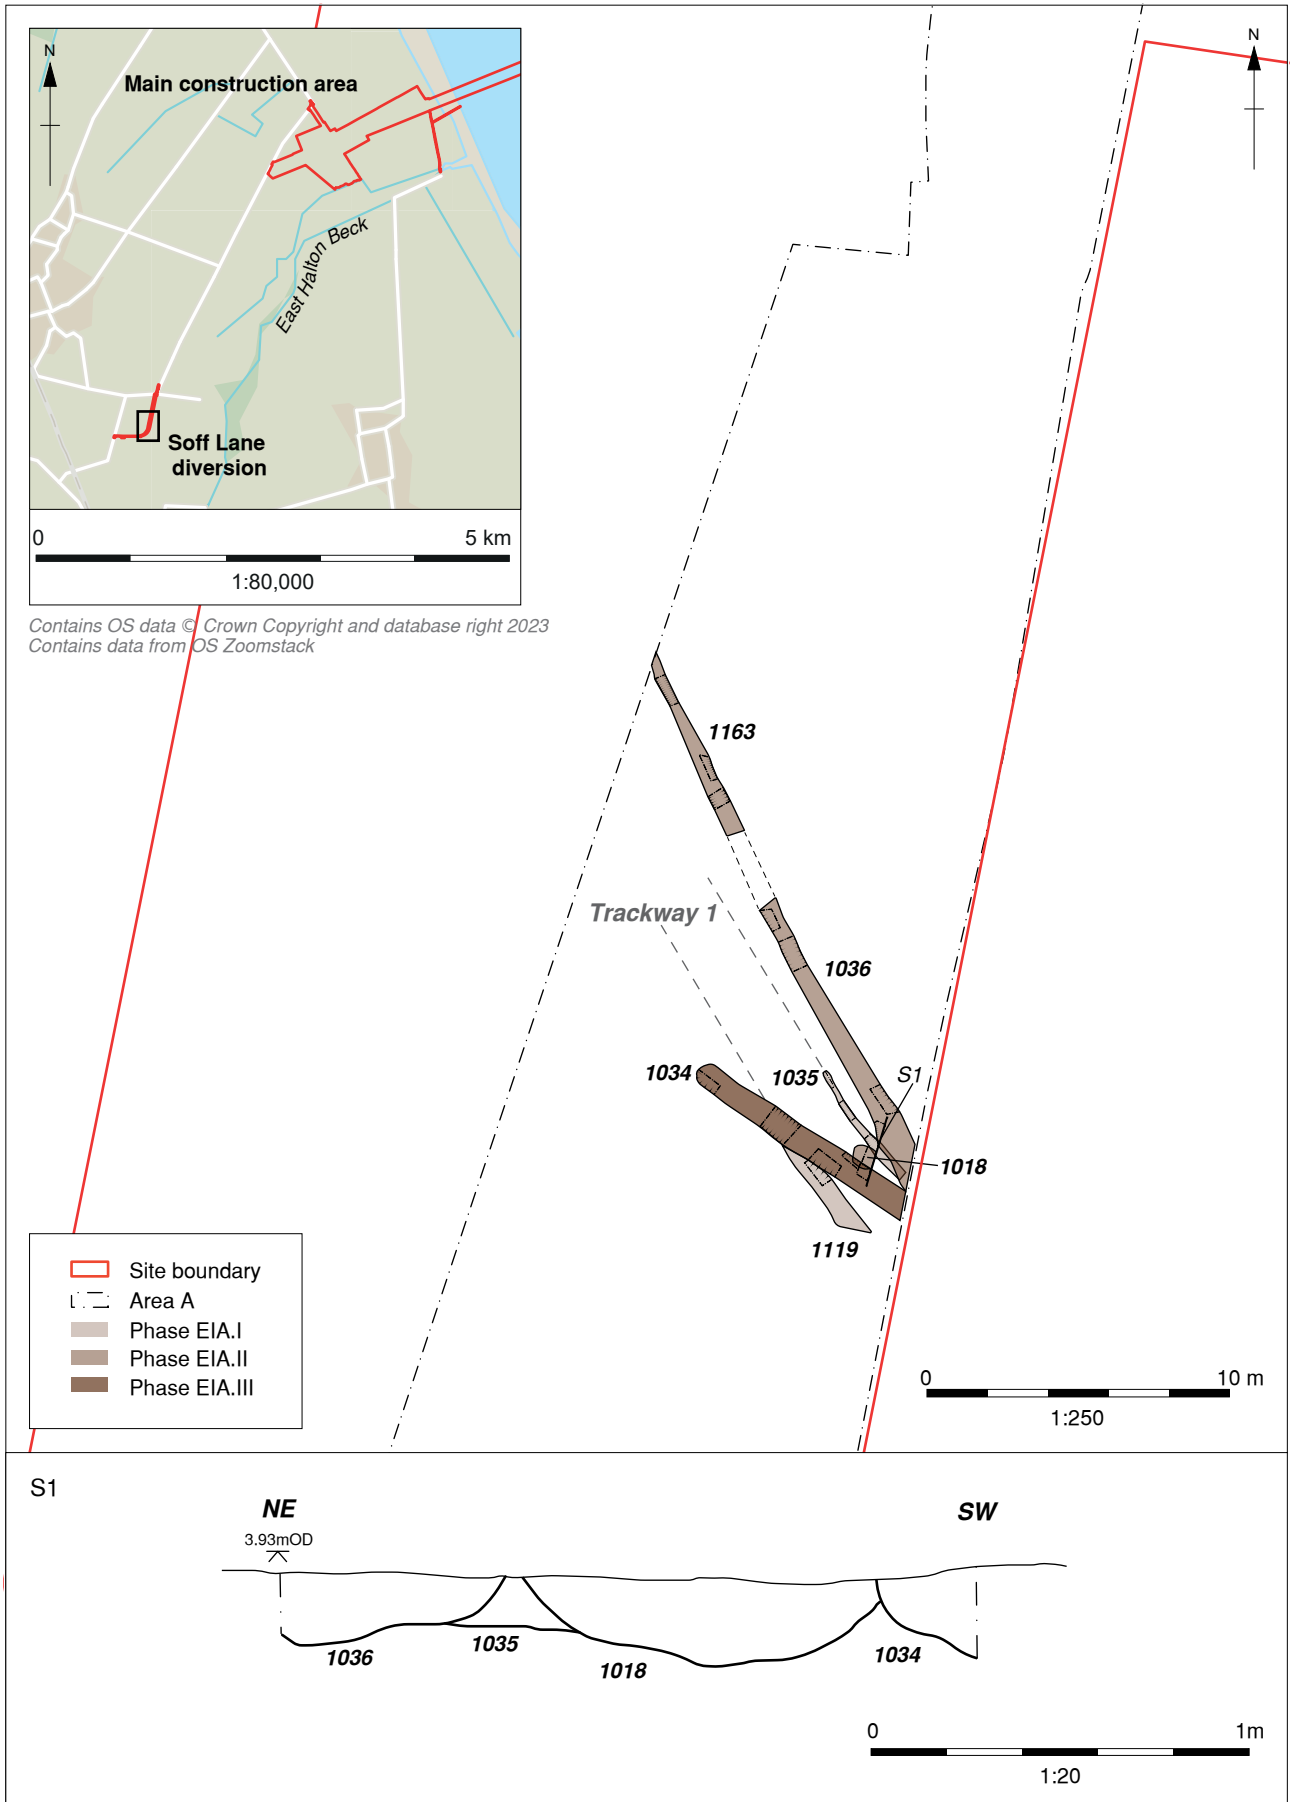 N
Main construction area
East Halton Beck
Soff Lane
diversion
0 5 km
1:80,000
Contains OS data © Crown Copyright and database right 2023
Contains data from OS Zoomstack
N
1163
Trackway 1
1036
1034
1035
S1
1018
1119
Site boundary
Area A
Phase EIA.I
Phase EIA.II
Phase EIA.III
0 10 m
1:250
S1
NE
SW
3.93mOD
1036
1035
1018
1034
0 1m
1:20